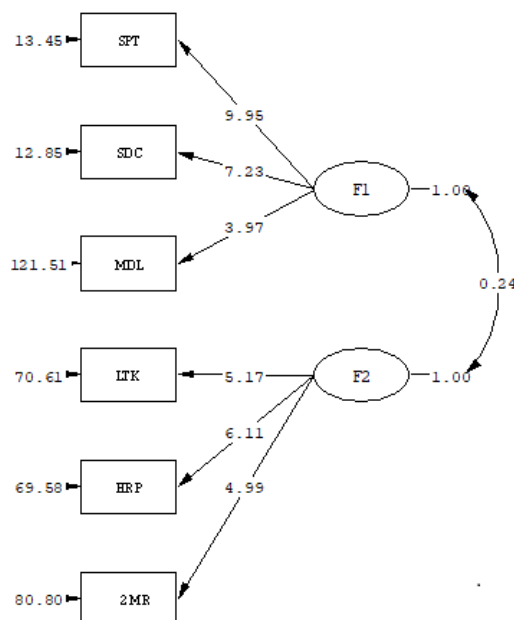 13.45 SPT
9.95
12.85 SDC
7.23
F1 1.00
3.97
121.51 MDL
0.24
70.61 LTK 5.17 F2 1.00
6.11
69.58 HRP 4.99
80.80 2MR